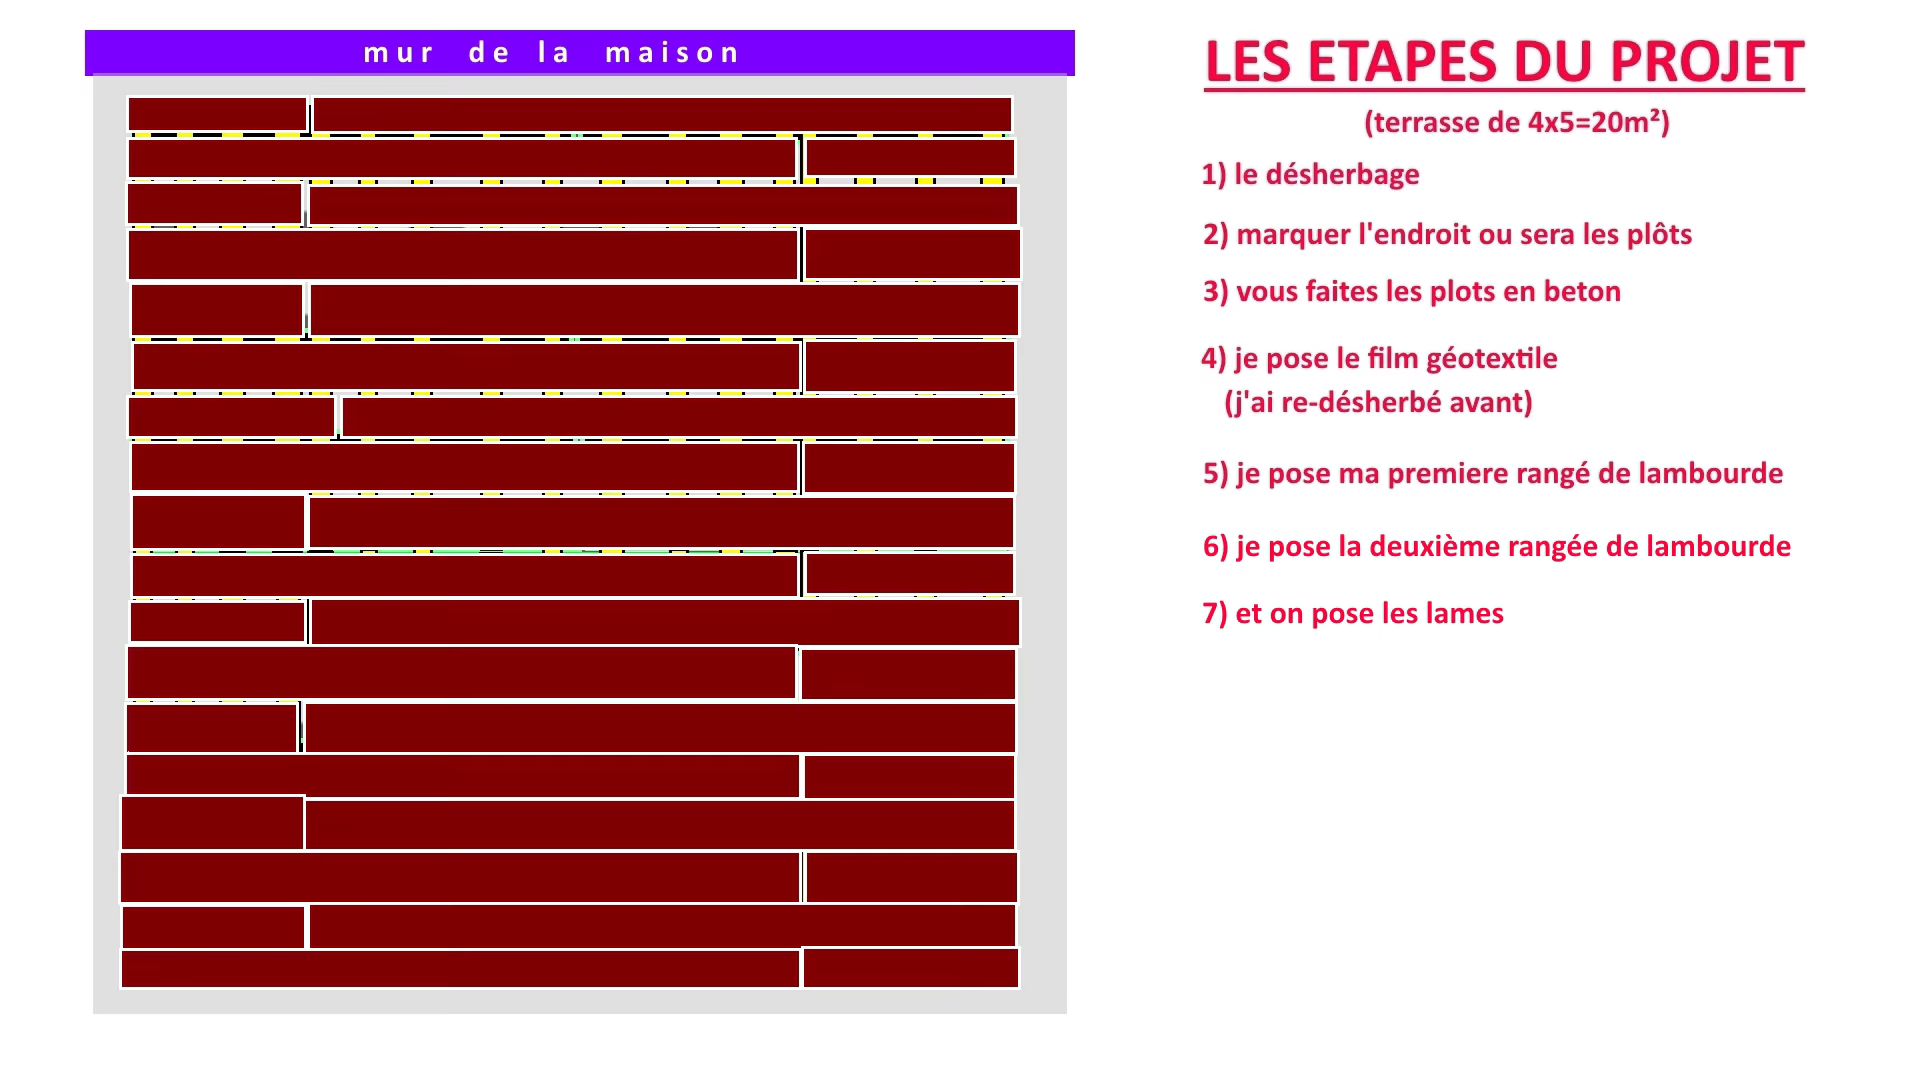 mur de la maison
LES ETAPES DU PROJET
(terrasse de 4x5=20m²)
1) le désherbage
2) marquer l'endroit ou sera les plôts
3) vous faites les plots en beton
4) je pose le film géotextile
(j'ai re-désherbé avant)
5) je pose ma premiere rangé de lambourde
6) je pose la deuxième rangée de lambourde
7) et on pose les lames